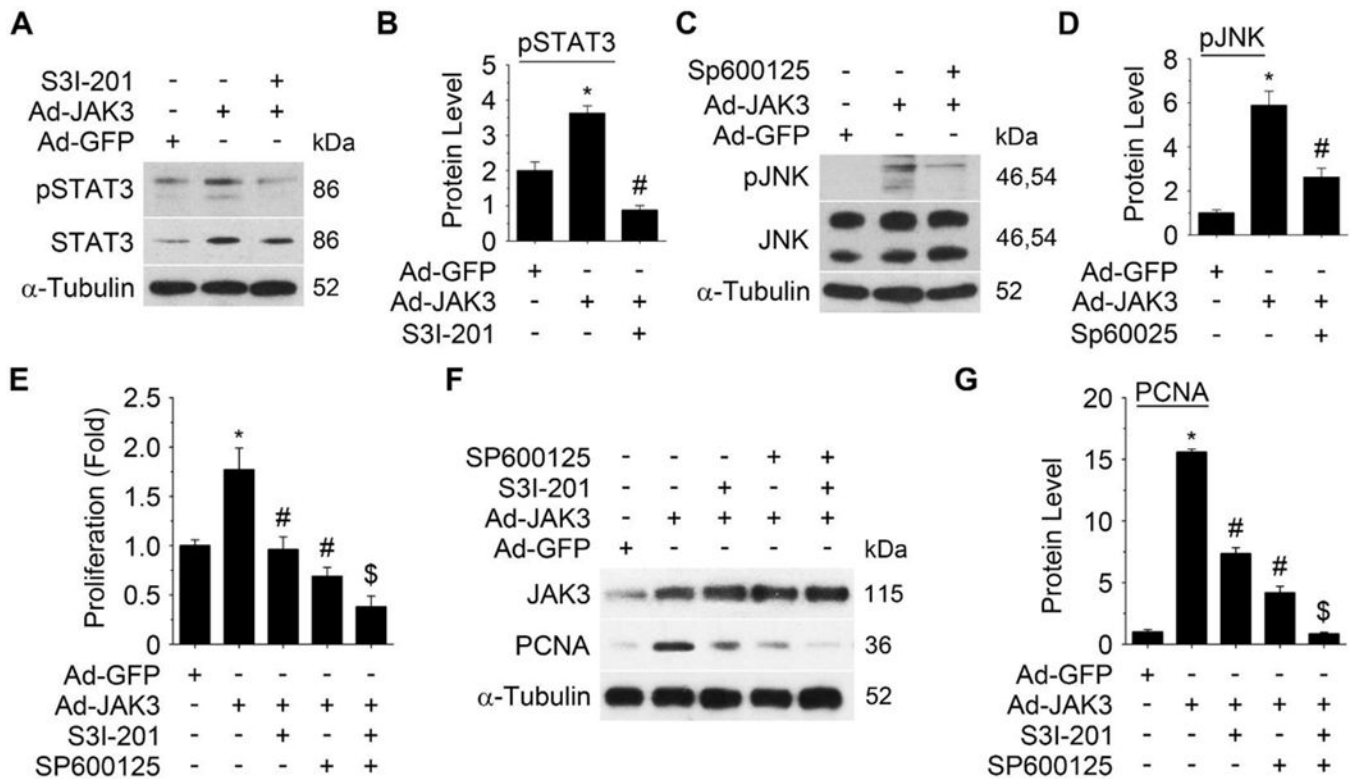 A
S3I-201 - - +
Ad-JAK3 - + +
Ad-GFP + - - kDa
pSTAT3 86
STAT3 86
α-Tubulin 52
B
pSTAT3
Protein Level
5
4
3
2
1
0
*
#
Ad-GFP + - -
Ad-JAK3 - + +
S3I-201 - - +
C
Sp600125 - - +
Ad-JAK3 - + +
Ad-GFP + - - kDa
pJNK 46,54
JNK 46,54
α-Tubulin 52
D
pJNK
Protein Level
8
6
4
2
0
*
#
Ad-GFP + - -
Ad-JAK3 - + +
Sp60025 - - +
E
Proliferation (Fold)
2.5
2.0
1.5
1.0
0.5
0
*
#
#
$
Ad-GFP + - - - -
Ad-JAK3 - + + + +
S3I-201 - - + - +
SP600125 - - - + +
F
SP600125 - - - + +
S3I-201 - - + - +
Ad-JAK3 - + + + +
Ad-GFP + - - - - kDa
JAK3 115
PCNA 36
α-Tubulin 52
G
PCNA
Protein Level
20
15
10
5
0
*
#
#
$
Ad-GFP + - - - -
Ad-JAK3 - + + + +
S3I-201 - - + - +
SP600125 - - - + +